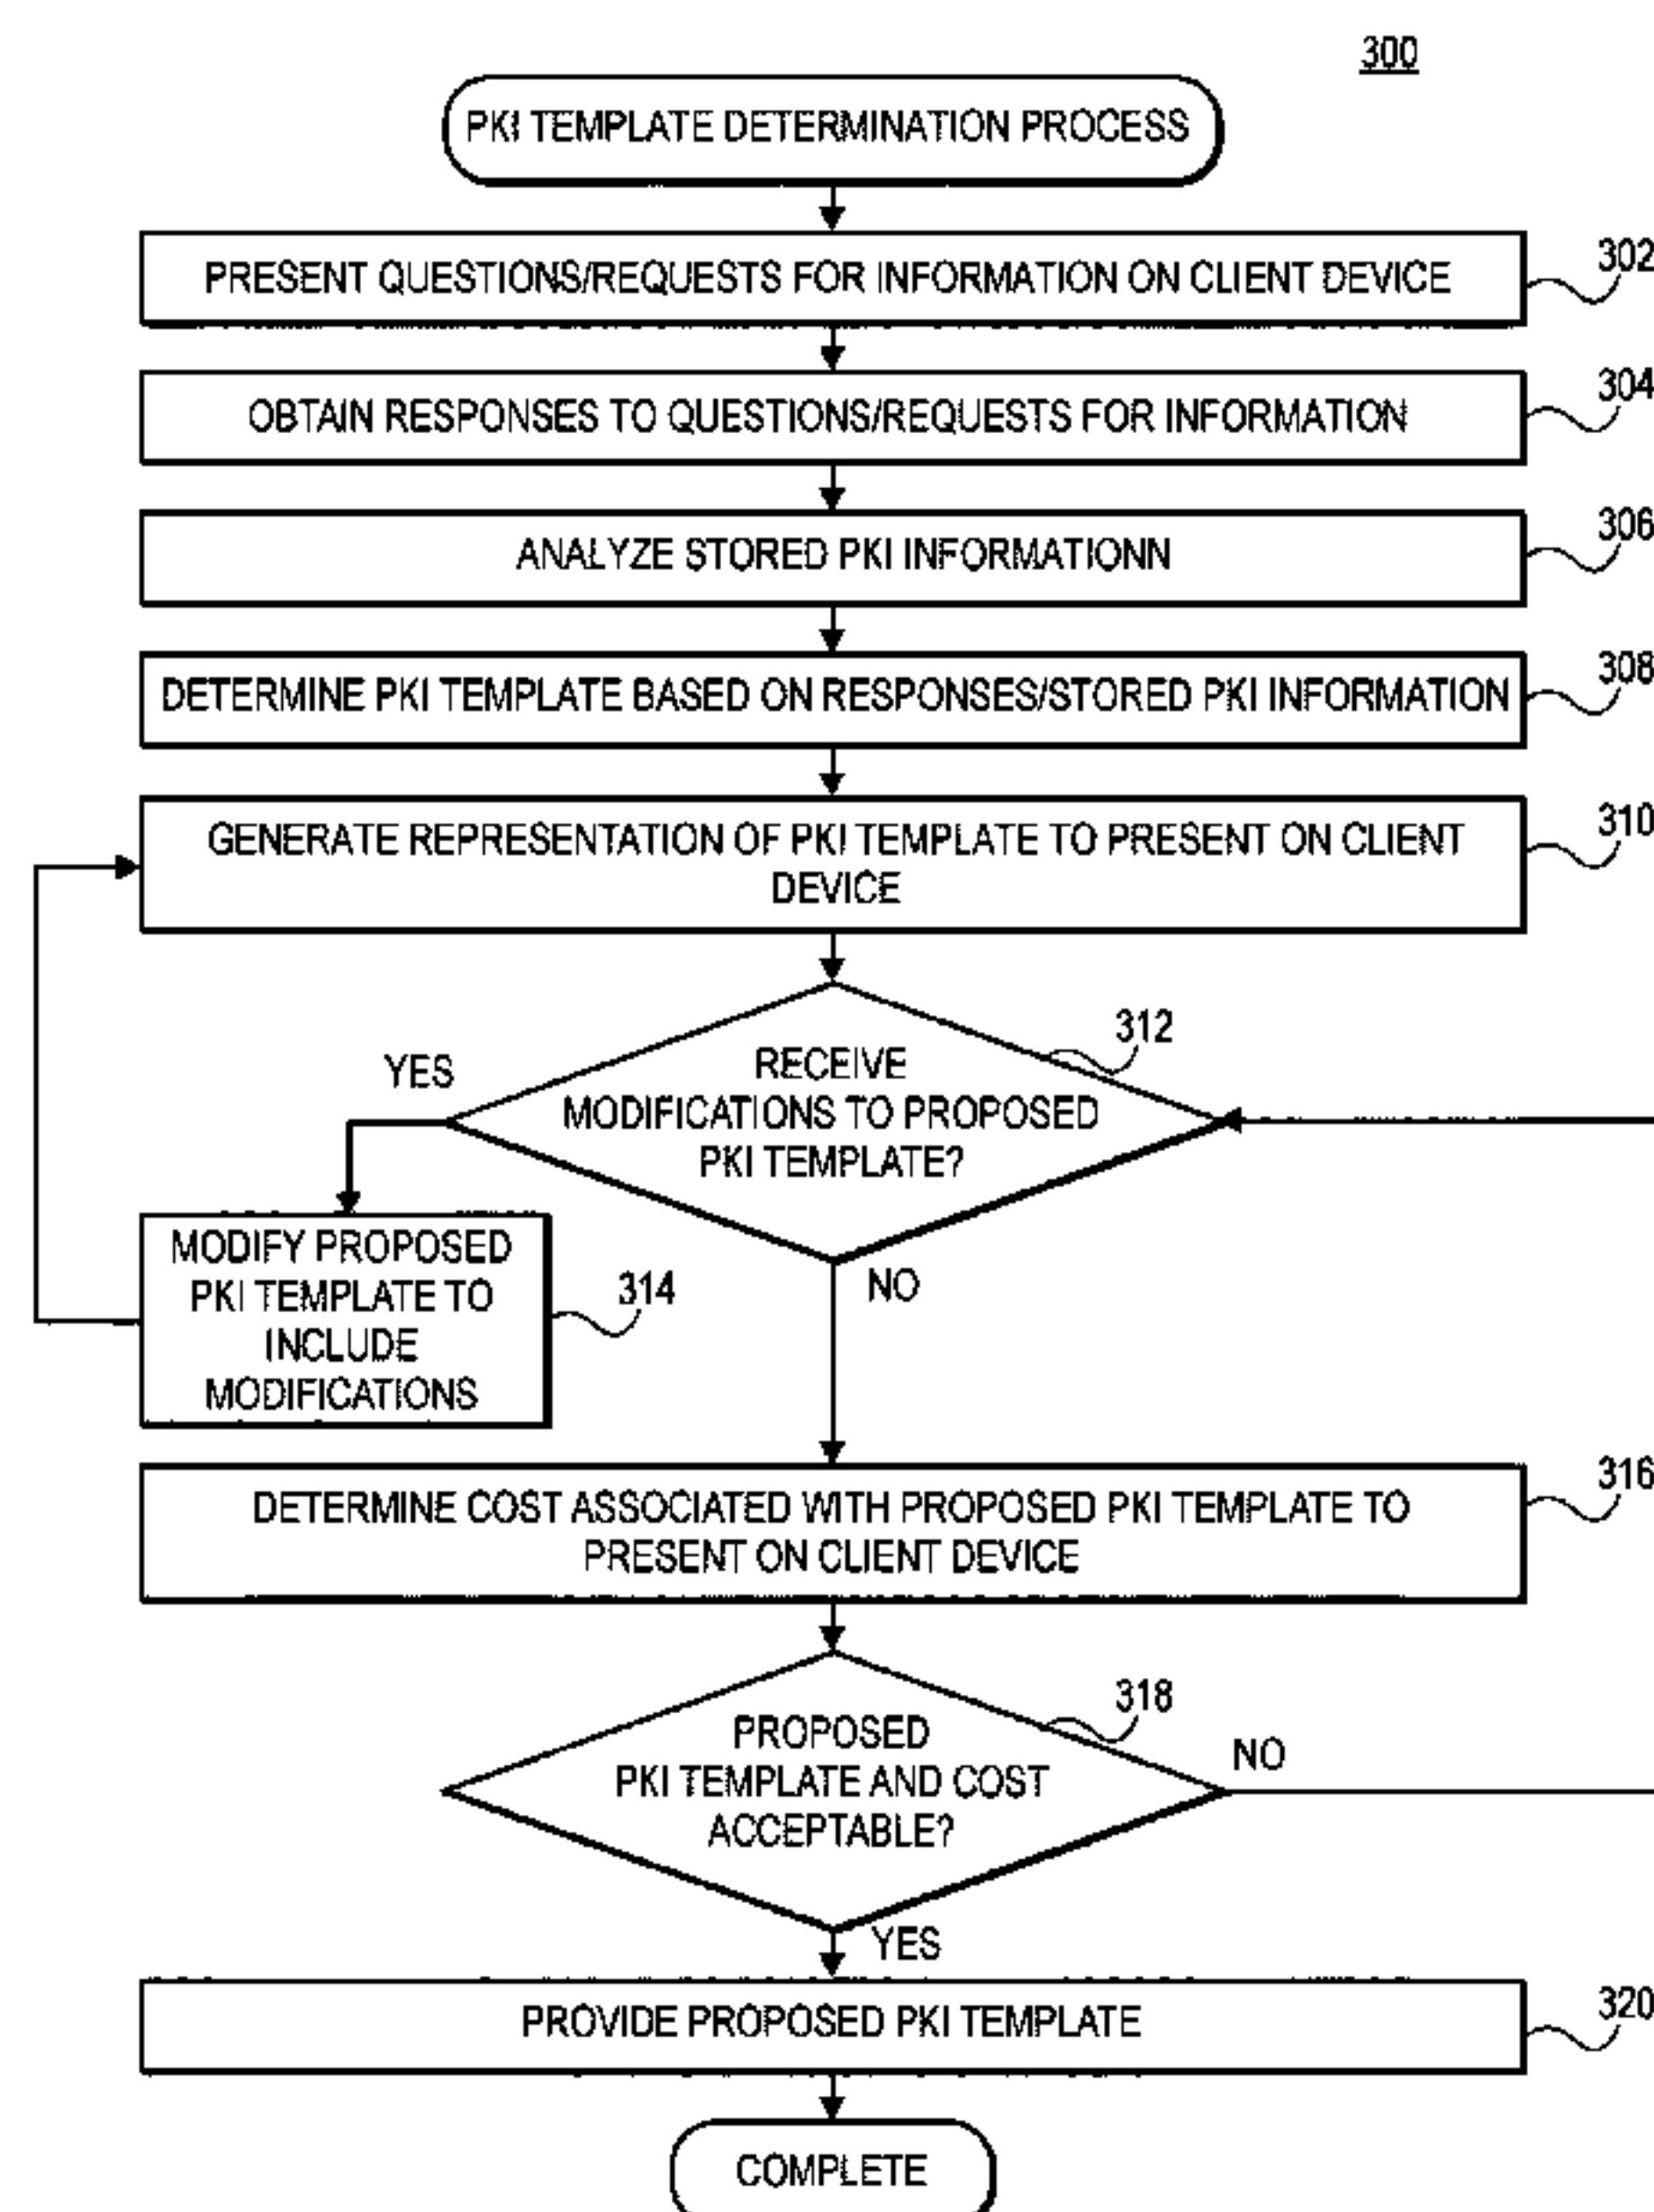 300
PKI TEMPLATE DETERMINATION PROCESS
PRESENT QUESTIONS/REQUESTS FOR INFORMATION ON CLIENT DEVICE
302
OBTAIN RESPONSES TO QUESTIONS/REQUESTS FOR INFORMATION
304
ANALYZE STORED PKI INFORMATIONN
306
DETERMINE PKI TEMPLATE BASED ON RESPONSES/STORED PKI INFORMATION
308
GENERATE REPRESENTATION OF PKI TEMPLATE TO PRESENT ON CLIENT
DEVICE
310
RECEIVE
MODIFICATIONS TO PROPOSED
PKI TEMPLATE?
312
YES
NO
MODIFY PROPOSED
PKI TEMPLATE TO
INCLUDE
MODIFICATIONS
314
DETERMINE COST ASSOCIATED WITH PROPOSED PKI TEMPLATE TO
PRESENT ON CLIENT DEVICE
316
PROPOSED
PKI TEMPLATE AND COST
ACCEPTABLE?
318
NO
YES
PROVIDE PROPOSED PKI TEMPLATE
320
COMPLETE